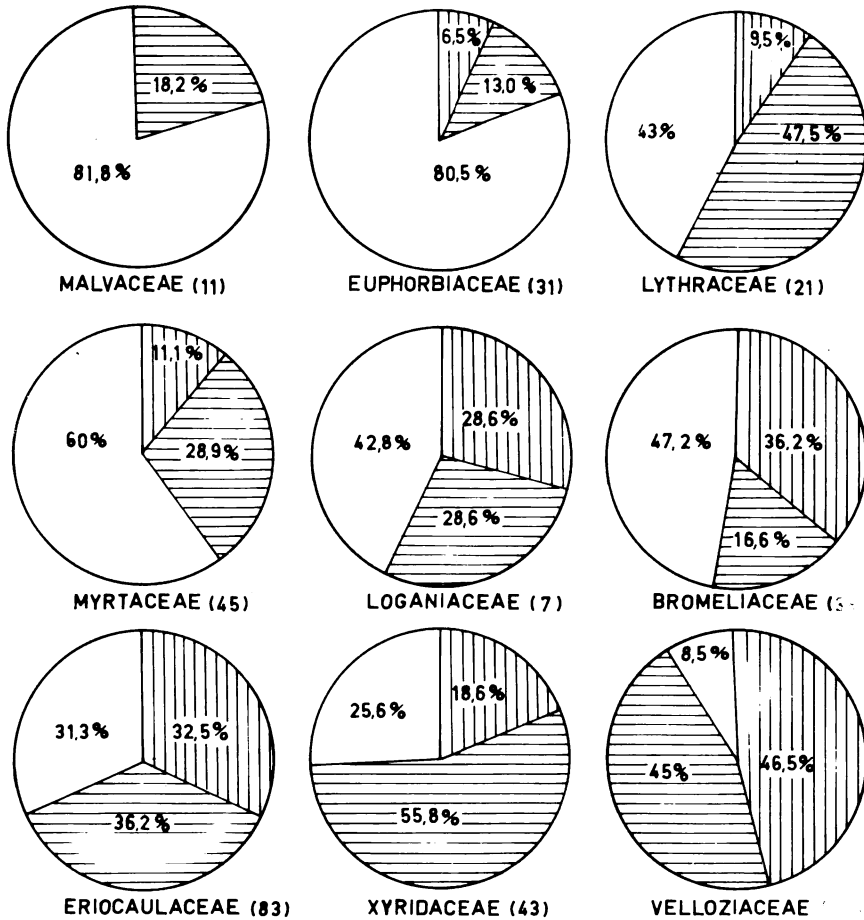 18,2%
81,8%
MALVACEAE (11)
6,5%
13,0%
80,5%
EUPHORBIACEAE (31)
9,5%
43%
47,5%
LYTHRACEAE (21)
11,1%
60%
28,9%
MYRTACEAE (45)
28,6%
42,8%
28,6%
LOGANIACEAE (7)
47,2%
36,2%
16,6%
BROMELIACEAE (3
31,3%
32,5%
36,2%
ERIOCAULACEAE (83)
18,6%
25,6%
55,8%
XYRIDACEAE (43)
8,5%
45%
46,5%
VELLOZIACEAE